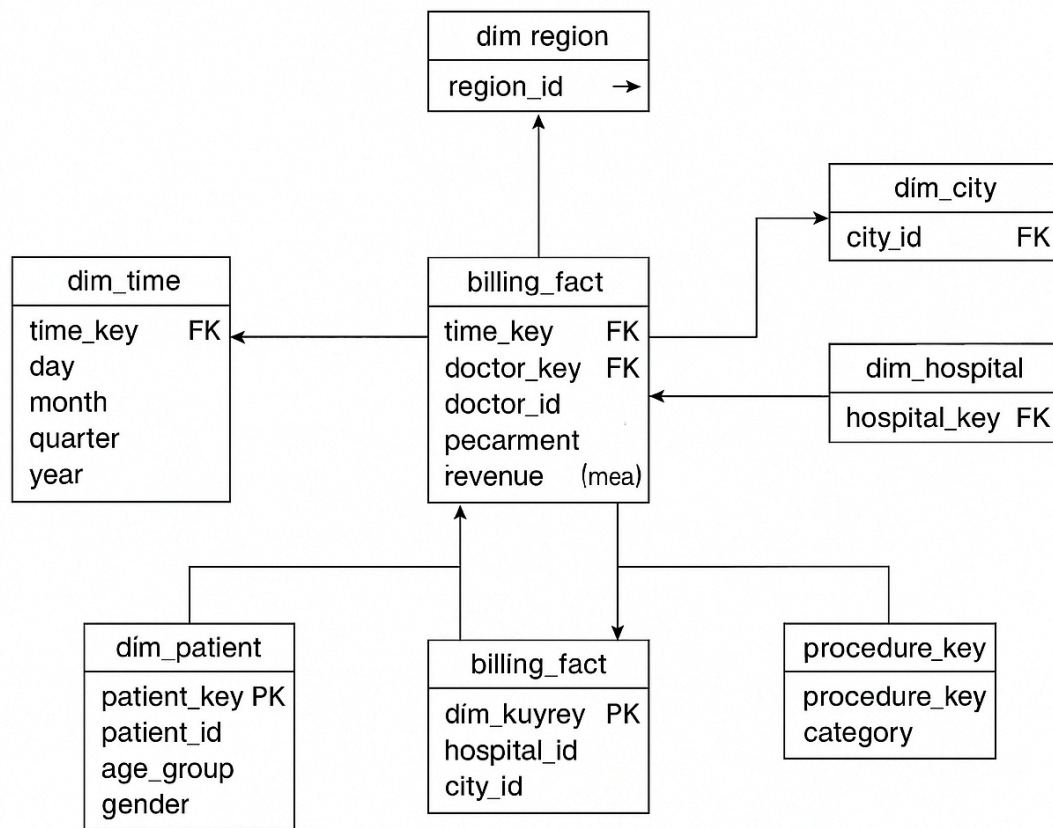 dim region
region_id →
dím_city
city_id FK
dim_time
time_key FK
day
month
quarter
year
billing_fact
time_key FK
doctor_key FK
doctor_id
pecarment
revenue (mea)
dim_hospital
hospital_key FK
dím_patient
patient_key PK
patient_id
age_group
gender
billing_fact
dím_kuyrey PK
hospital_id
city_id
procedure_key
procedure_key
category